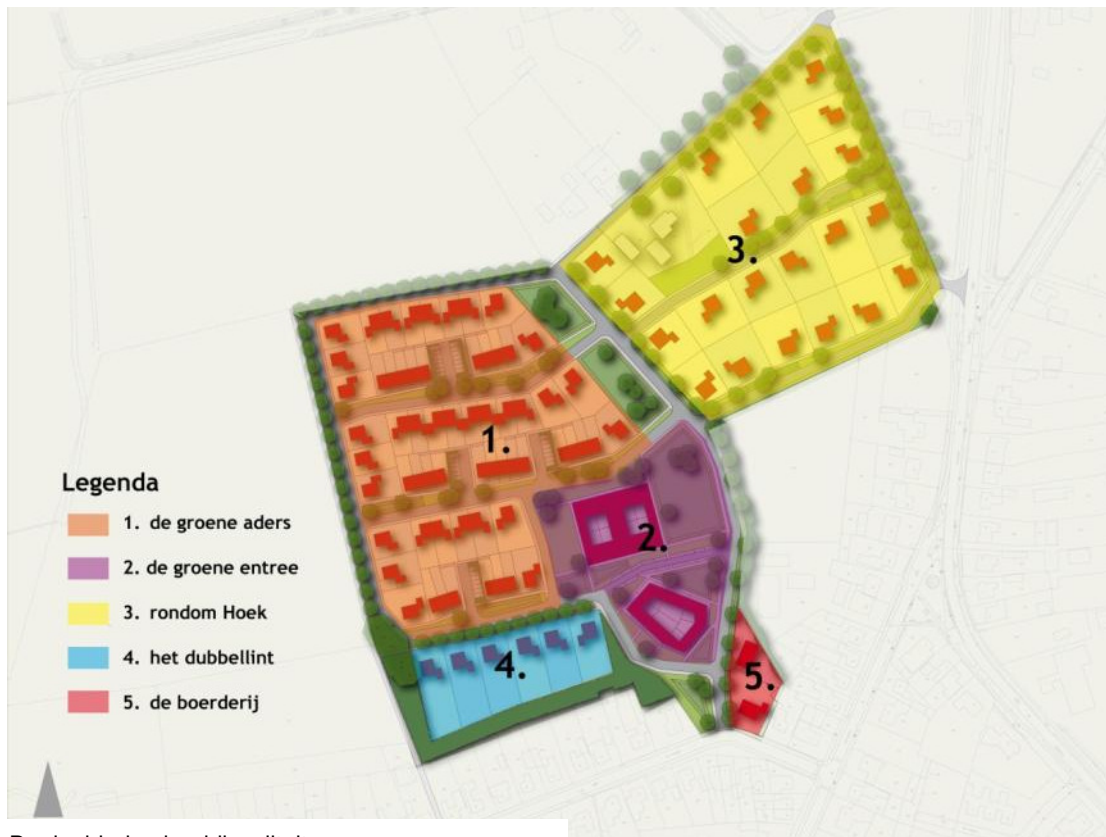 3.
1.
2.
4.
5.
Legenda
1. de groene aders
2. de groene entree
3. rondom Hoek
4. het dubbellint
5. de boerderij